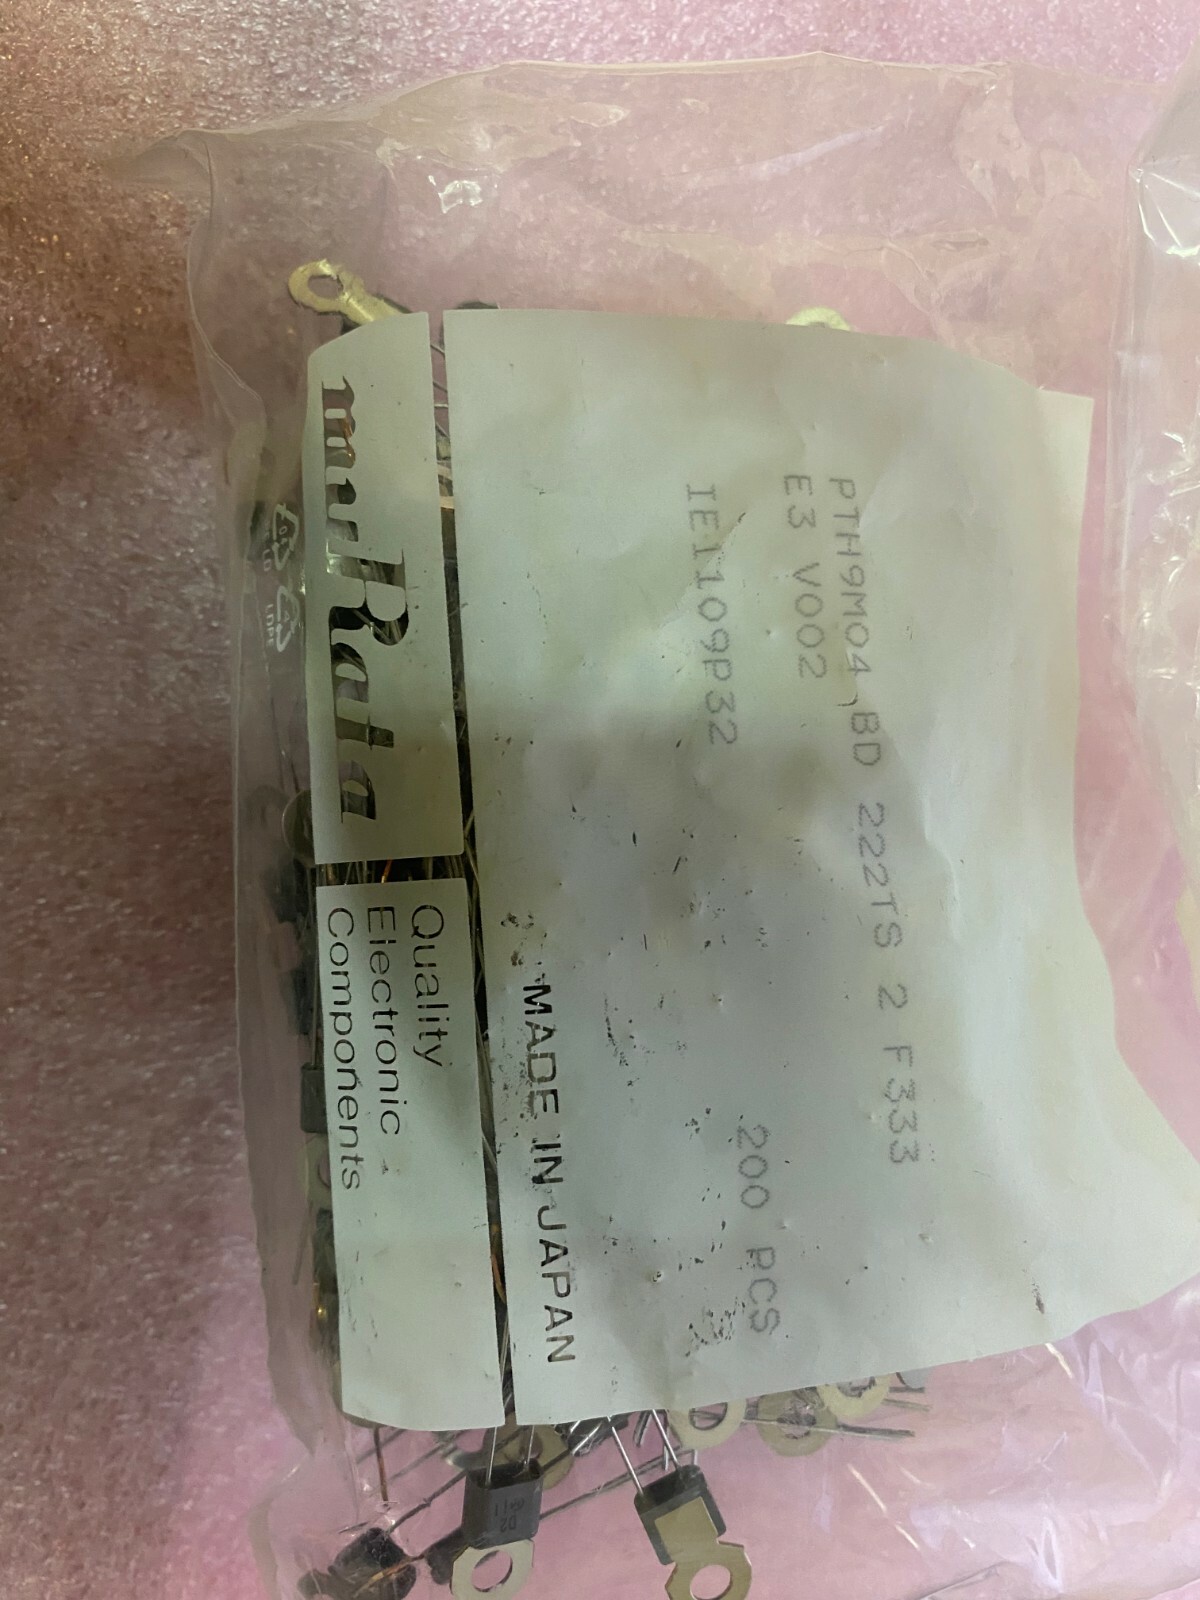 PTH9M04 BD 222TS 2 F333
E3 V002
200 PCS
IE1109P32
MADE IN JAPAN
muRata
Quality
Electronic
Components